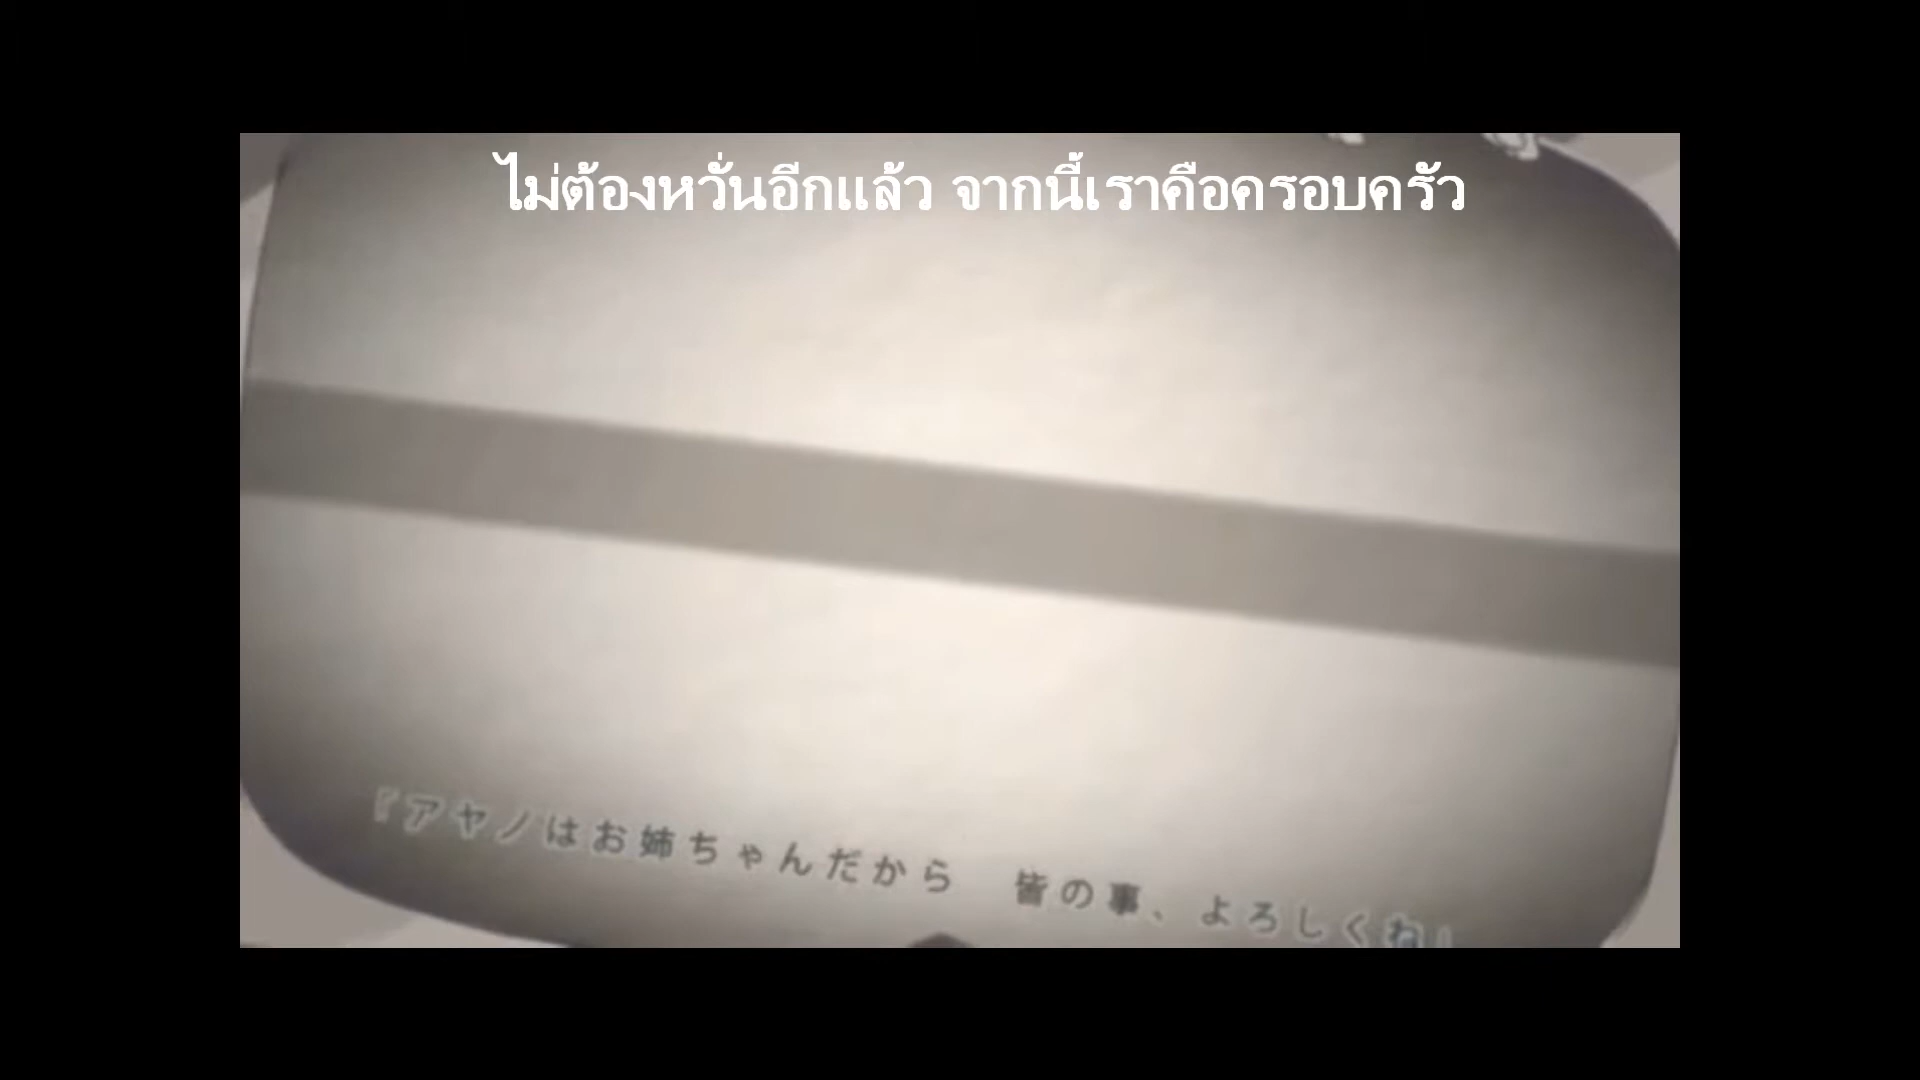 ไม่ต้องหวั่นอีกแล้ว จากนี้เราคือครอบครัว
「アヤノはお姉ちゃんだから　皆の事、よろしくね」